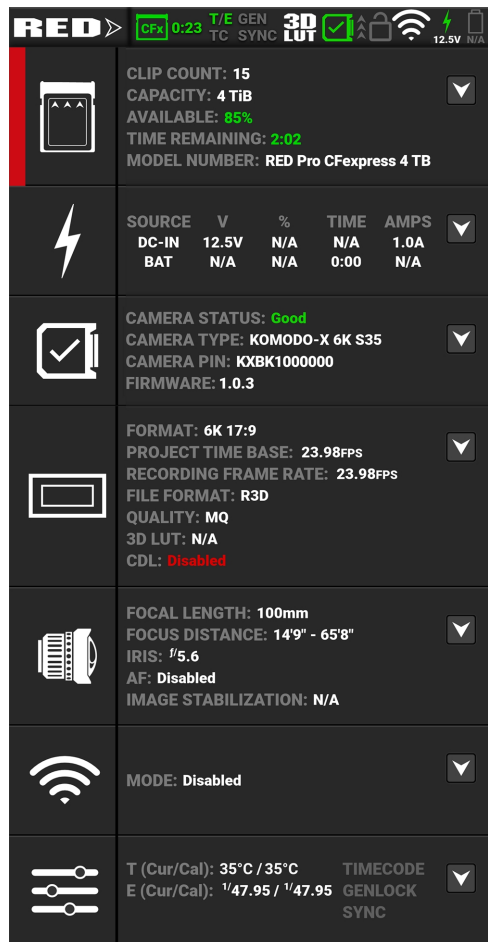 RED
CFx 0:23 T/E GEN 3D
TC SYNC LUT
12.5V N/A
CLIP COUNT: 15
CAPACITY: 4 TiB
AVAILABLE: 85%
TIME REMAINING: 2:02
MODEL NUMBER: RED Pro CFexpress 4 TB
SOURCE V % TIME AMPS
DC-IN 12.5V N/A N/A 1.0A
BAT N/A N/A 0:00 N/A
CAMERA STATUS: Good
CAMERA TYPE: KOMODO-X 6K S35
CAMERA PIN: KXBK1000000
FIRMWARE: 1.0.3
FORMAT: 6K 17:9
PROJECT TIME BASE: 23.98FPS
RECORDING FRAME RATE: 23.98FPS
FILE FORMAT: R3D
QUALITY: MQ
3D LUT: N/A
CDL: Disabled
FOCAL LENGTH: 100mm
FOCUS DISTANCE: 14'9" - 65'8"
IRIS: f/5.6
AF: Disabled
IMAGE STABILIZATION: N/A
MODE: Disabled
T (Cur/Cal): 35°C / 35°C TIMECODE
E (Cur/Cal): 1/47.95 / 1/47.95 GENLOCK
SYNC